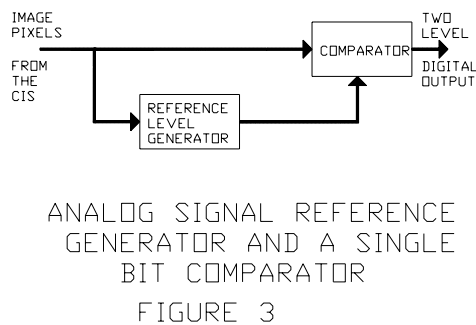 IMAGE
PIXELS
FROM
THE
CIS
REFERENCE
LEVEL
GENERATOR
COMPARATOR
TWO
LEVEL
DIGITAL
OUTPUT
ANALOG SIGNAL REFERENCE
GENERATOR AND A SINGLE
BIT COMPARATOR
FIGURE 3